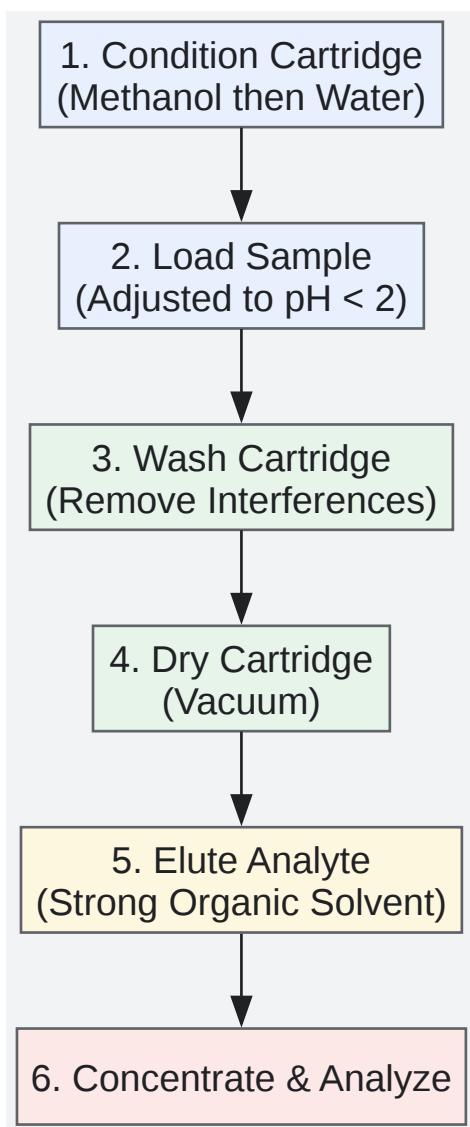 1. Condition Cartridge
(Methanol then Water)
2. Load Sample
(Adjusted to pH < 2)
3. Wash Cartridge
(Remove Interferences)
4. Dry Cartridge
(Vacuum)
5. Elute Analyte
(Strong Organic Solvent)
6. Concentrate & Analyze